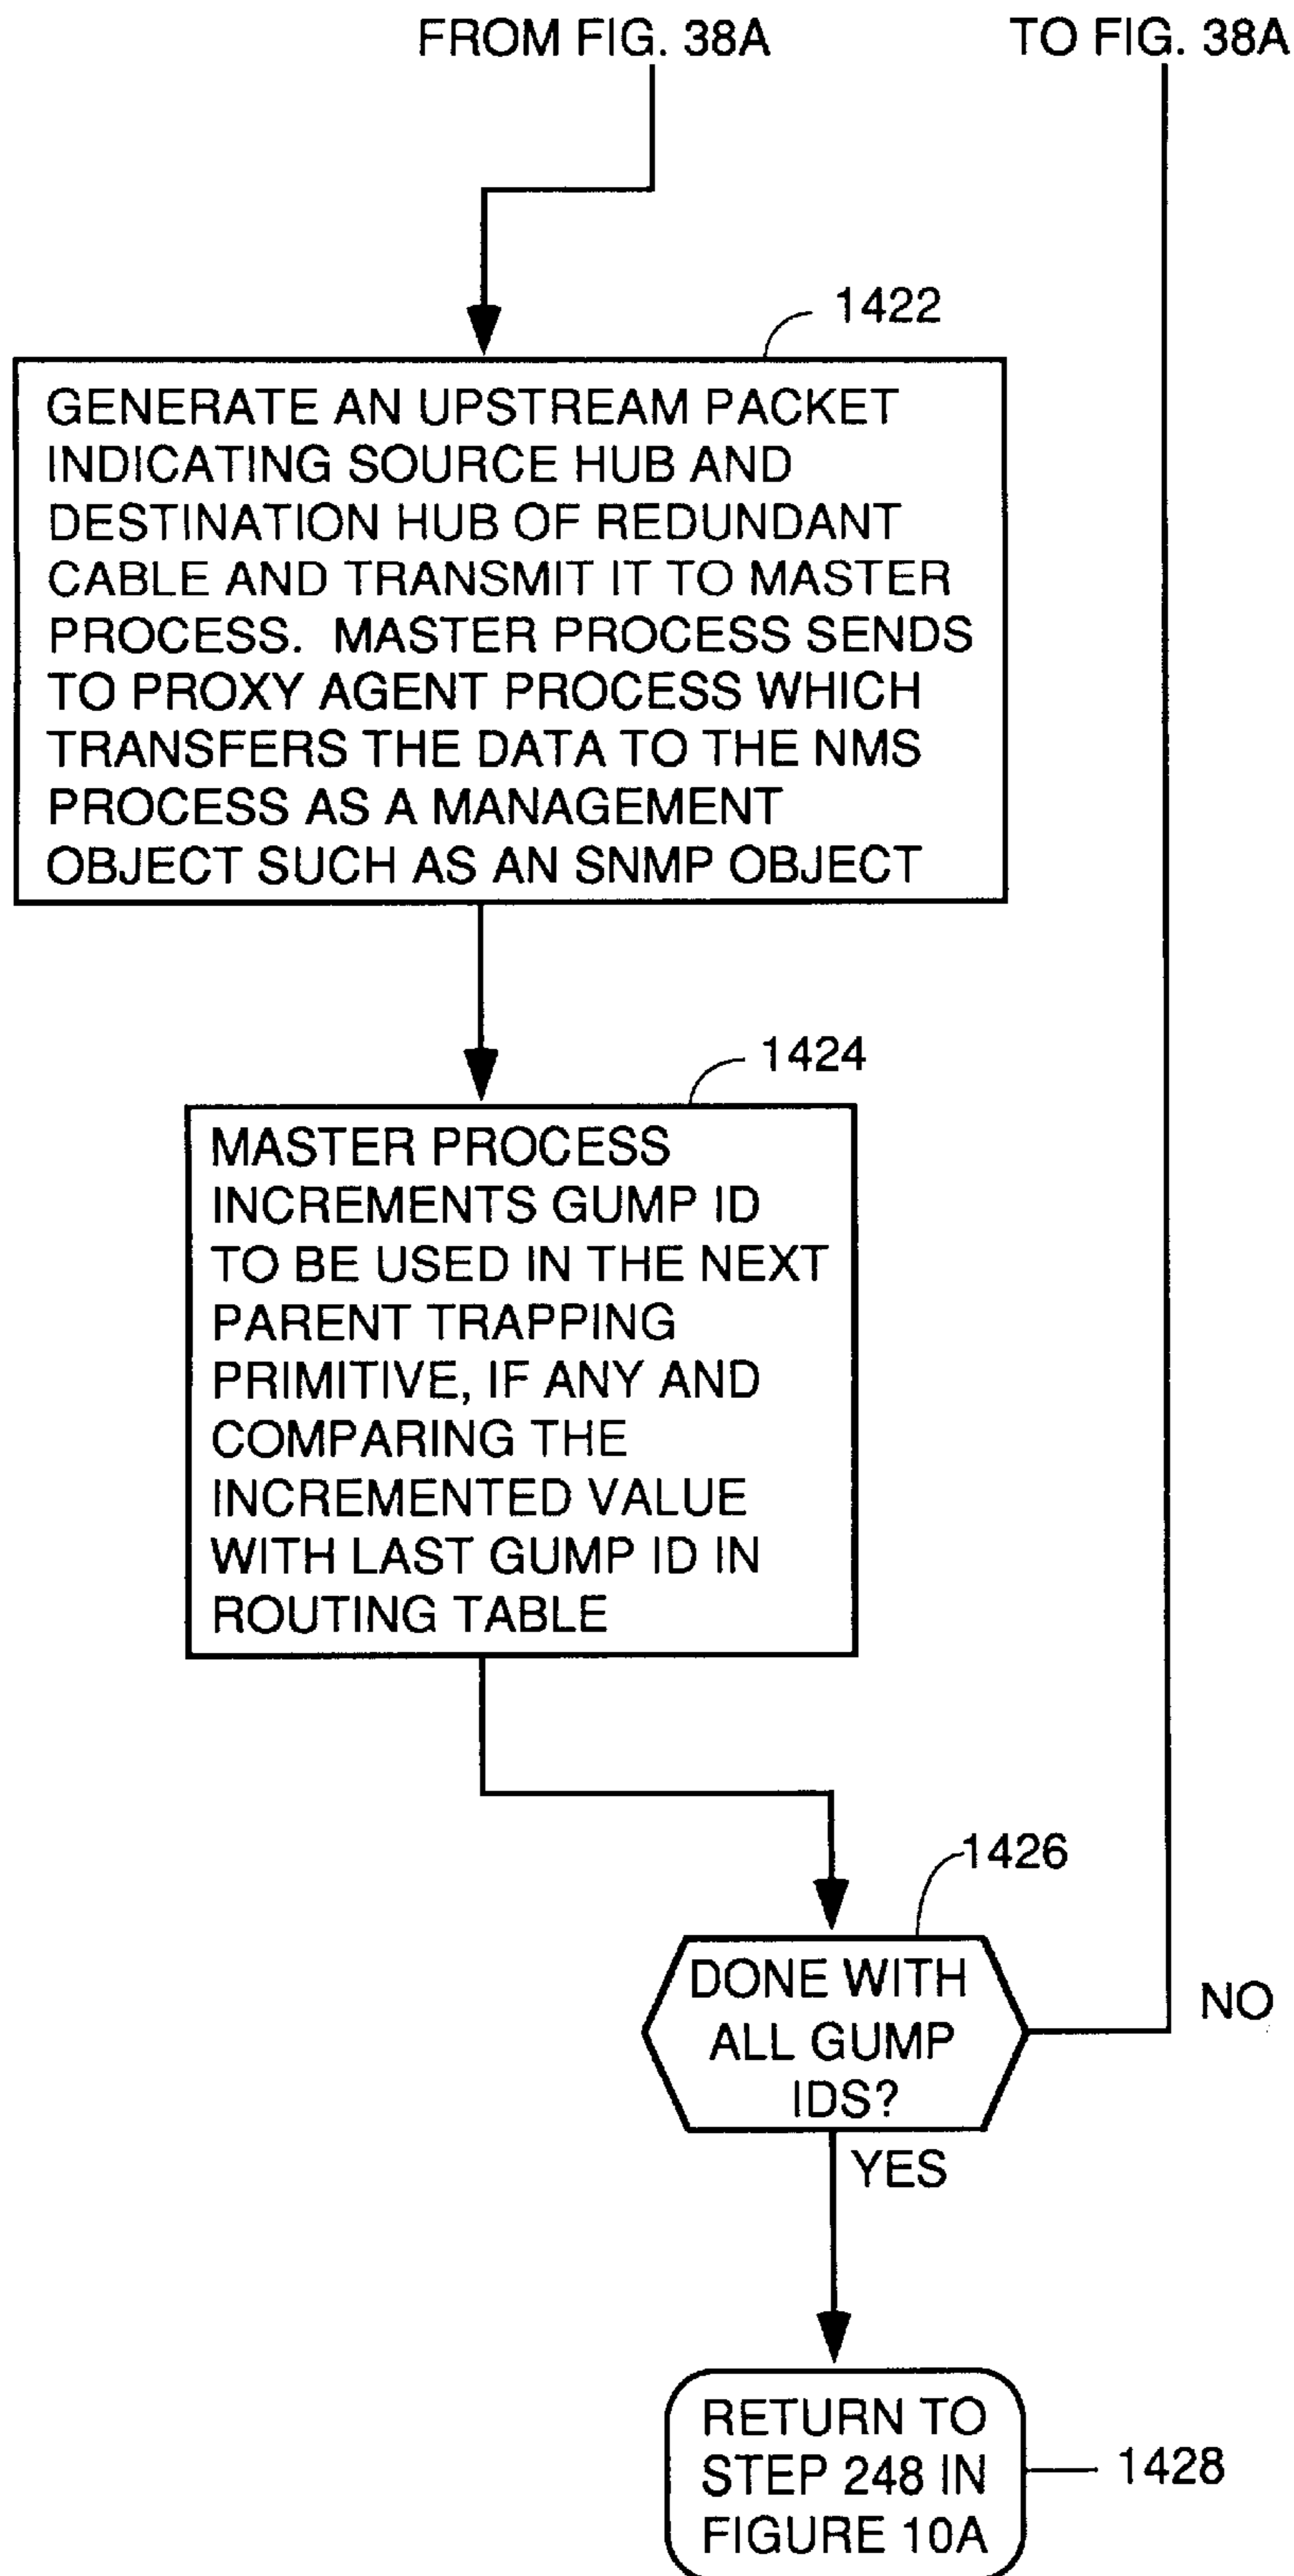 FROM FIG. 38A
TO FIG. 38A
1422
GENERATE AN UPSTREAM PACKET
INDICATING SOURCE HUB AND
DESTINATION HUB OF REDUNDANT
CABLE AND TRANSMIT IT TO MASTER
PROCESS. MASTER PROCESS SENDS
TO PROXY AGENT PROCESS WHICH
TRANSFERS THE DATA TO THE NMS
PROCESS AS A MANAGEMENT
OBJECT SUCH AS AN SNMP OBJECT
1424
MASTER PROCESS
INCREMENTS GUMP ID
TO BE USED IN THE NEXT
PARENT TRAPPING
PRIMITIVE, IF ANY AND
COMPARING THE
INCREMENTED VALUE
WITH LAST GUMP ID IN
ROUTING TABLE
1426
DONE WITH
ALL GUMP
IDS?
NO
YES
RETURN TO
STEP 248 IN
FIGURE 10A
1428